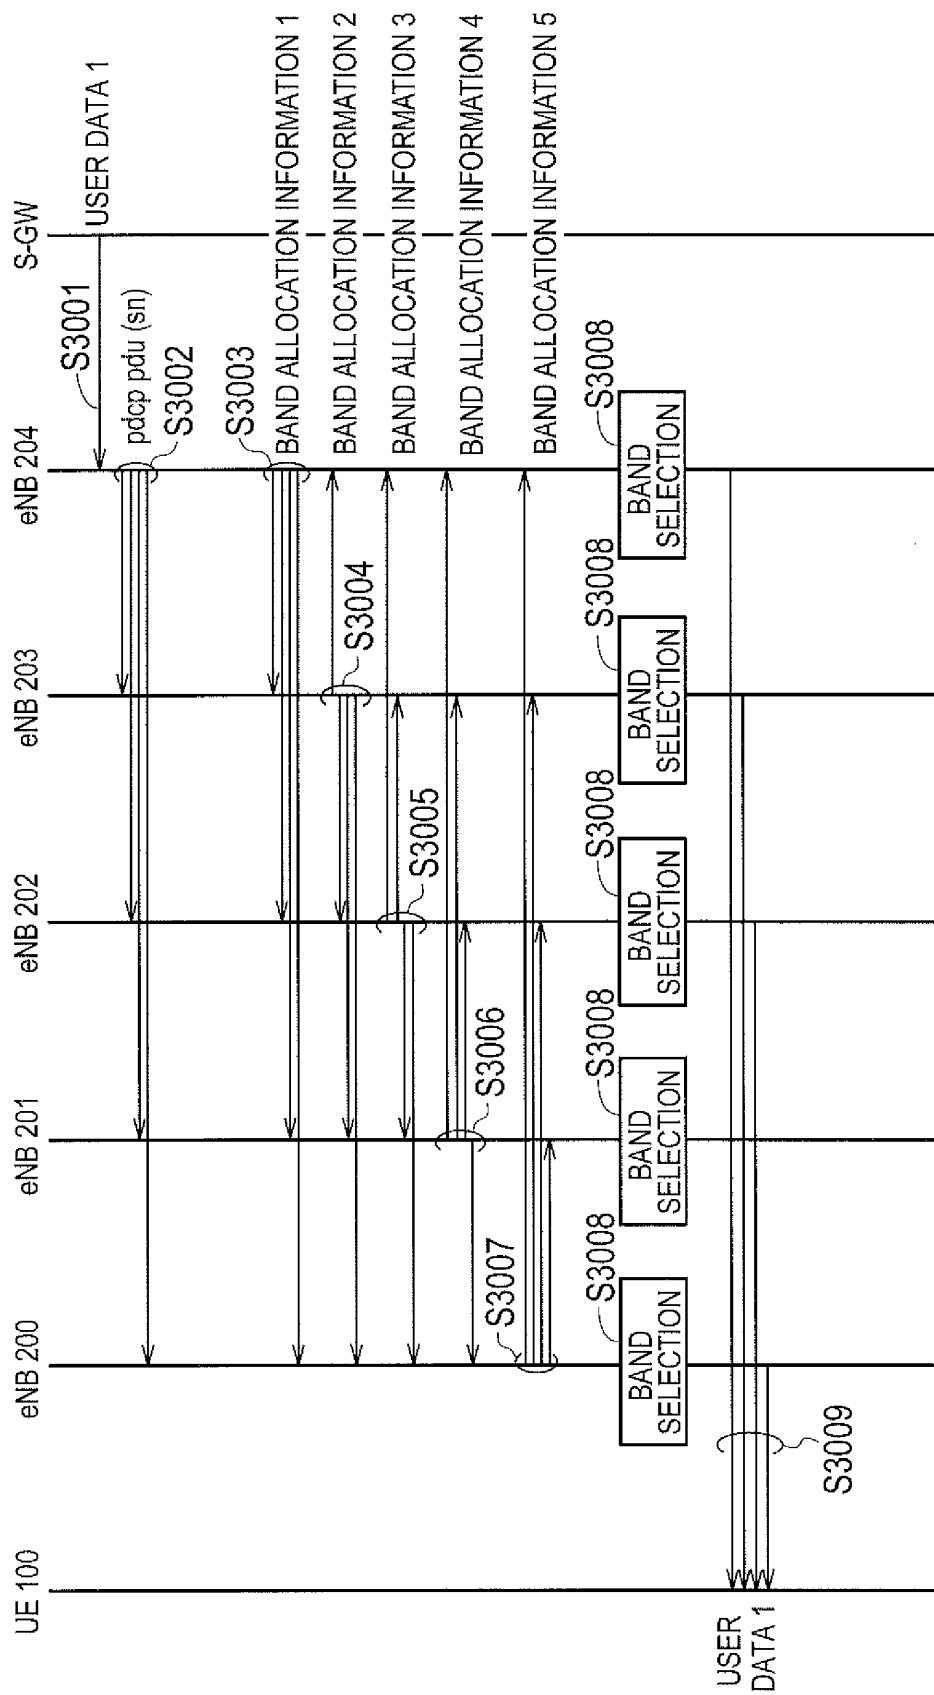 UE 100
eNB 200
eNB 201
eNB 202
eNB 203
eNB 204
S-GW
S3001
USER DATA 1
pdcp pdu (sn)
S3002
S3003
BAND ALLOCATION INFORMATION 1
S3004
BAND ALLOCATION INFORMATION 2
S3005
BAND ALLOCATION INFORMATION 3
S3006
BAND ALLOCATION INFORMATION 4
S3007
BAND ALLOCATION INFORMATION 5
S3008
S3008
S3008
S3008
S3008
BAND
SELECTION
BAND
SELECTION
BAND
SELECTION
BAND
SELECTION
BAND
SELECTION
USER
DATA 1
S3009